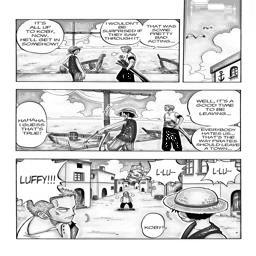 IT'S
ALL UP
TO KOBY,
NOW.
HE'LL GET IN
SOMEHOW!
I WOULDN'T
BE
SURPRISED IF
THEY SAW
THROUGH IT.
THAT WAS
SOME
PRETTY BAD
ACTING...
HAHAHA,
I GUESS
THAT'S
TRUE!
WELL, IT'S A
GOOD TIME
TO BE
LEAVING...
EVERYBODY
HATES US...
THAT'S THE
WAY PIRATES
SHOULD LEAVE
A TOWN...
LUFFY!!!
L-LU--
L-LU--
KOBY?